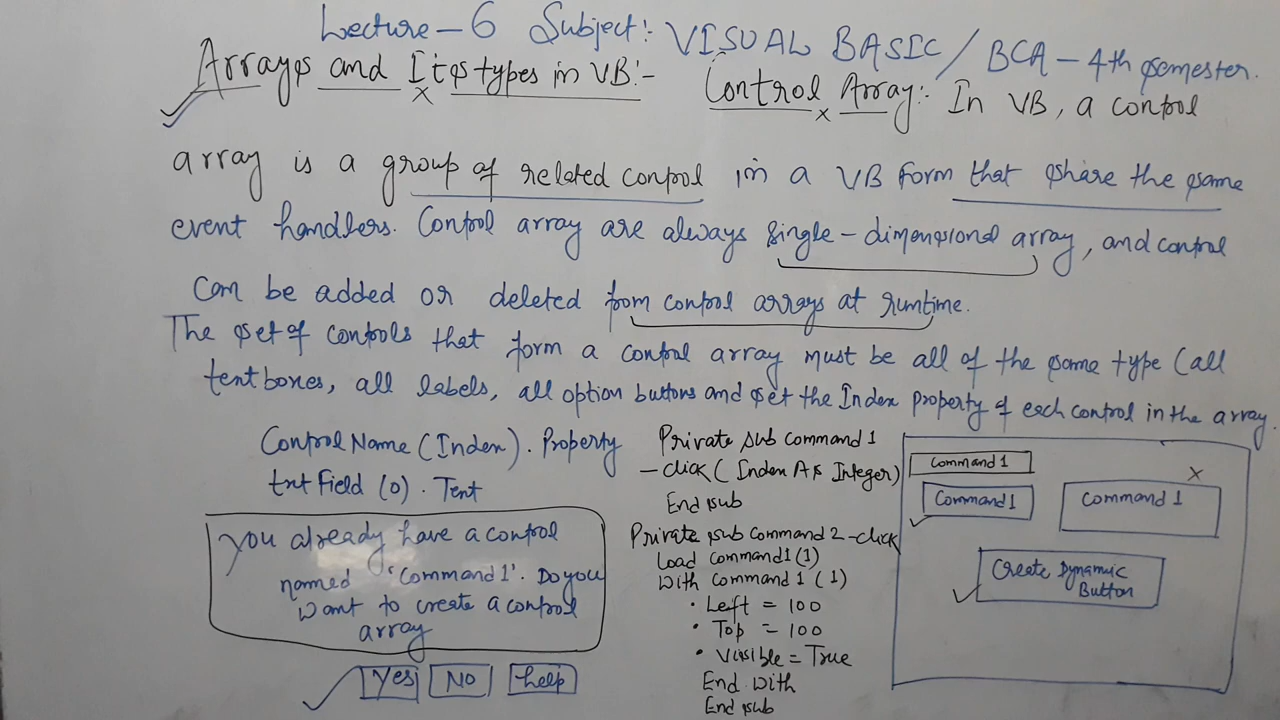 Lecture - 6 Subject: VISUAL BASIC / BCA - 4th semester.
Arrays and Its types in VB:- Control Array:- In VB, a control
array is a group of related control in a VB form that share the same
event handlers. Control array are always single - dimensional array, and control
can be added or deleted from control arrays at runtime.
The set of controls that form a control array must be all of the same type (all
textboxes, all labels, all option buttons and set the Index property of each control in the array.
Control Name (Index). Property
txt Field (0). Text
You already have a control
named 'Command1'. Do you
want to create a control
array
Yes
No
help
Private sub command1
- click (Index As Integer)
End sub
Private sub Command2 - click
Load command1(1)
With command1 (1)
• Left = 100
• Top = 100
• Visible = True
End With
End sub
Command1
X
Command1
Command1
Create Dynamic
Button